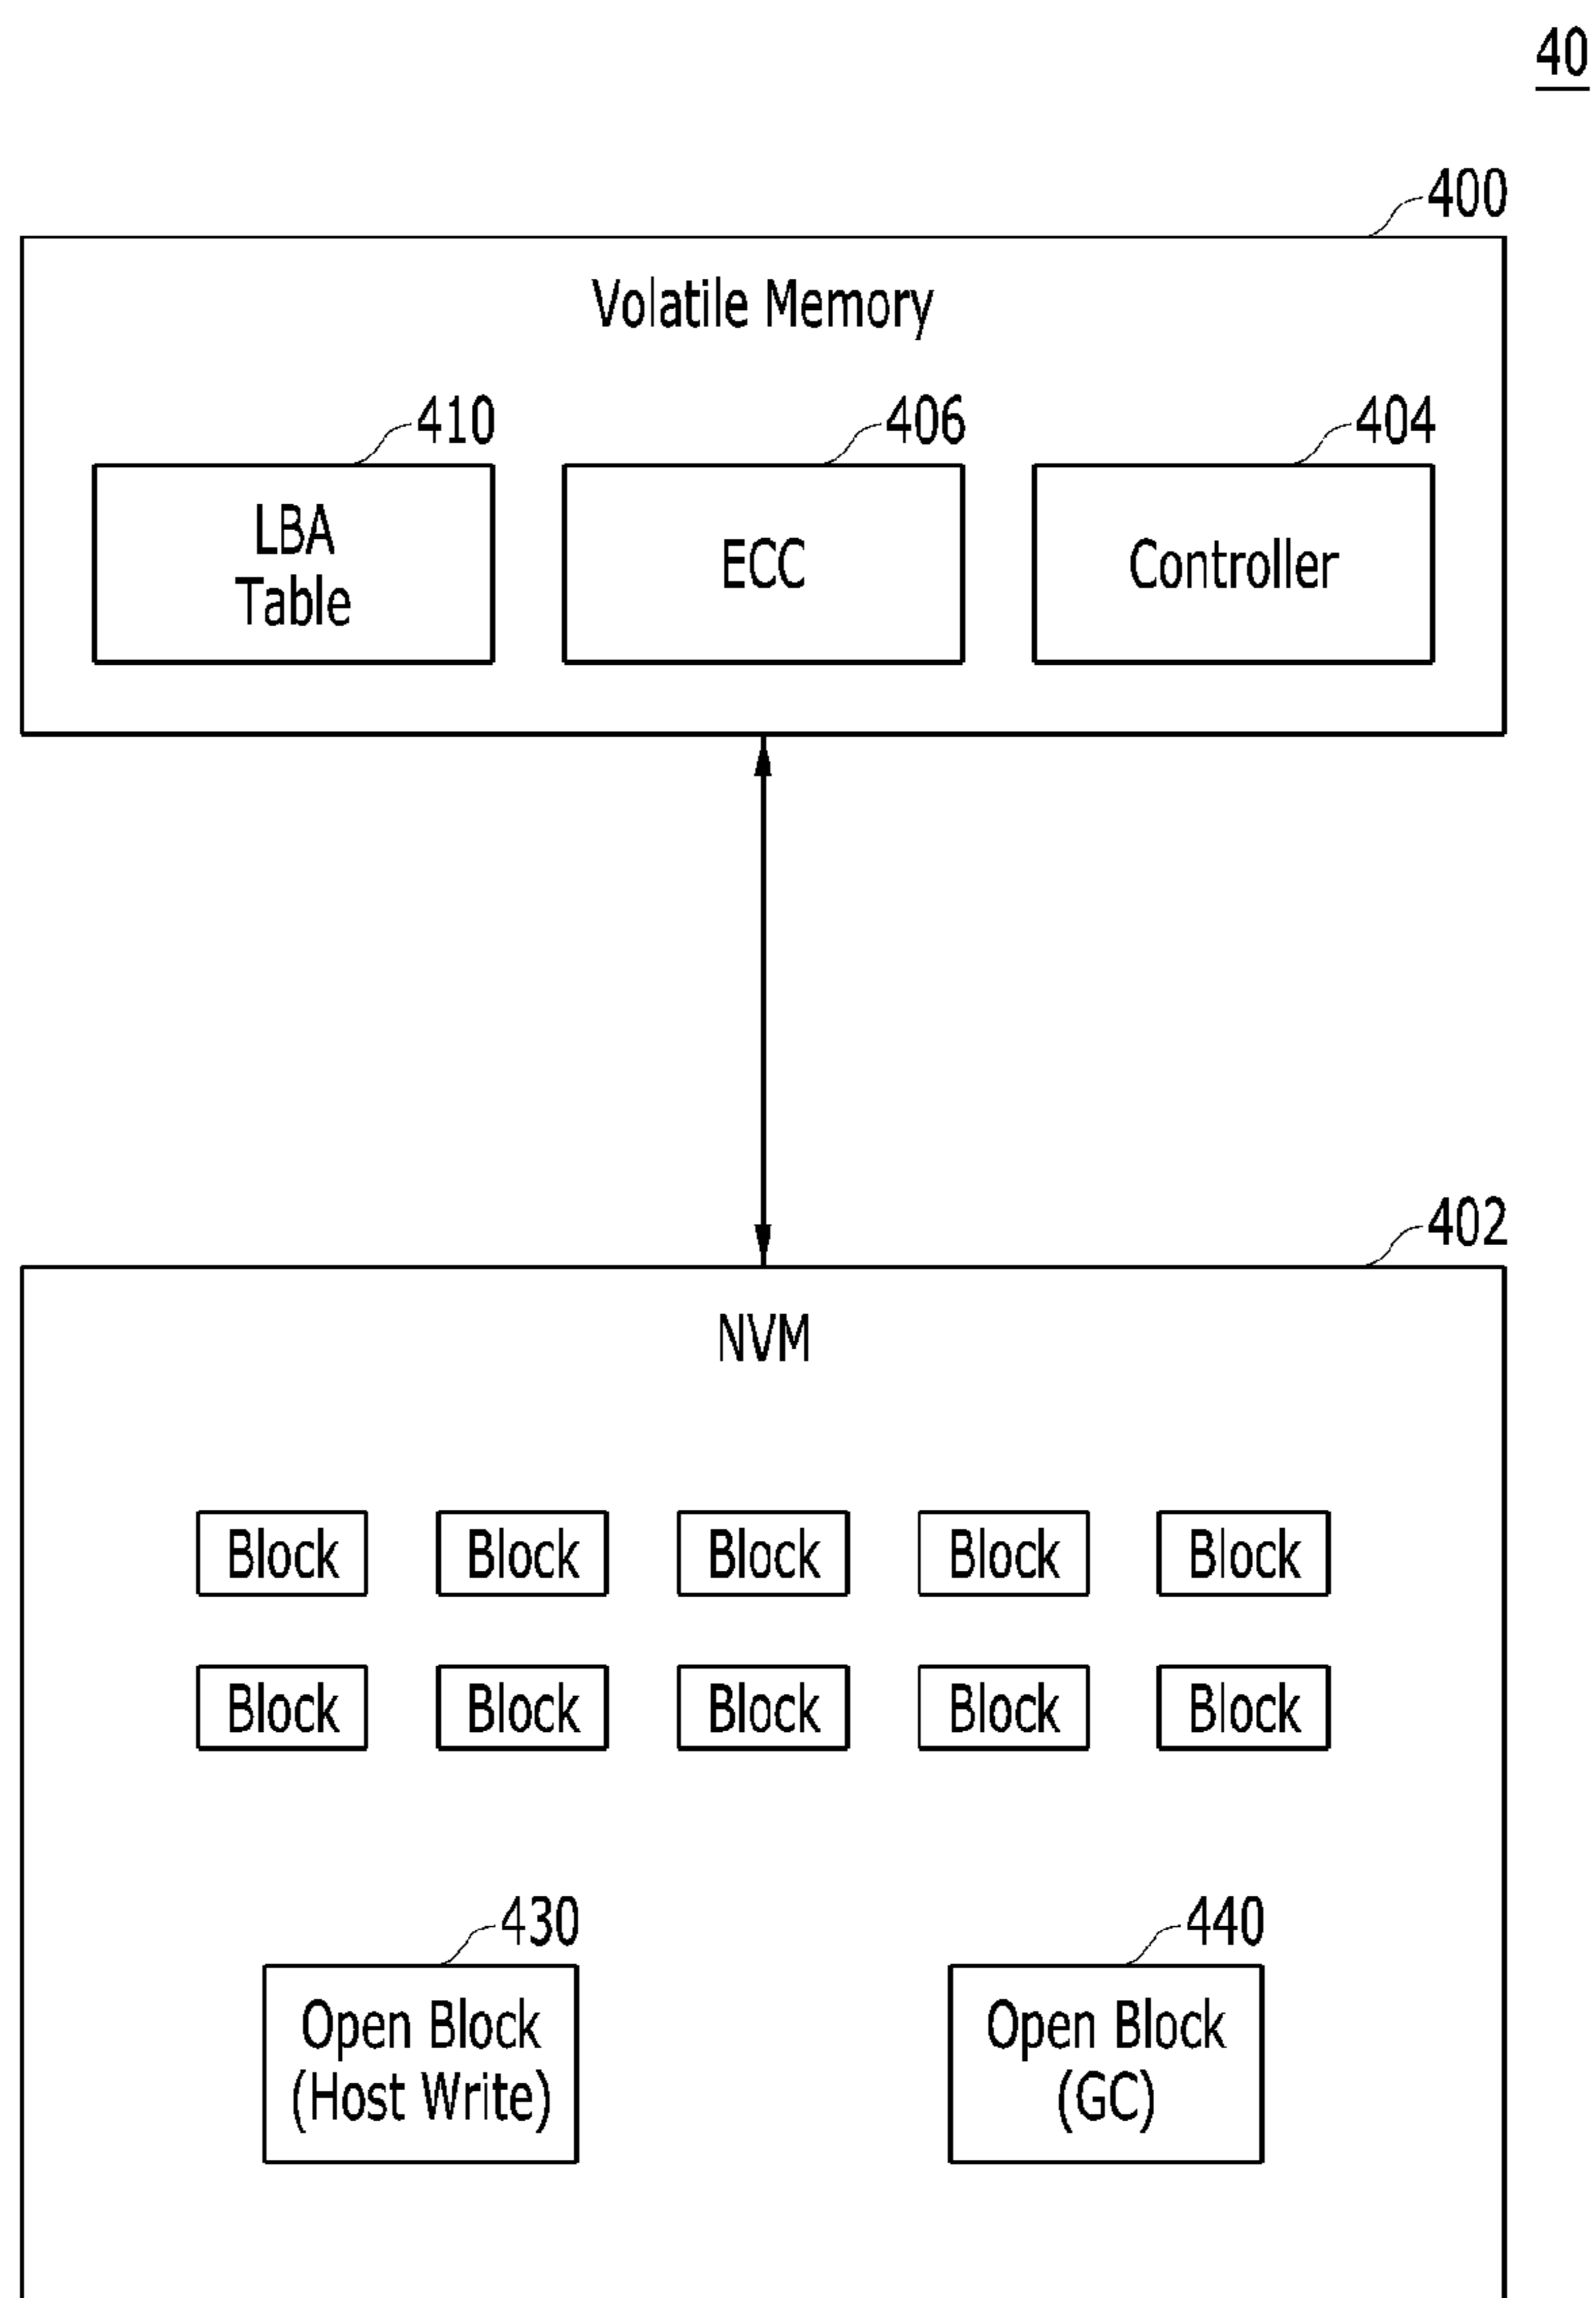 40
400
Volatile Memory
410
406
404
LBA
Table
ECC
Controller
402
NVM
Block Block Block Block Block
Block Block Block Block Block
430
440
Open Block
(Host Write)
Open Block
(GC)